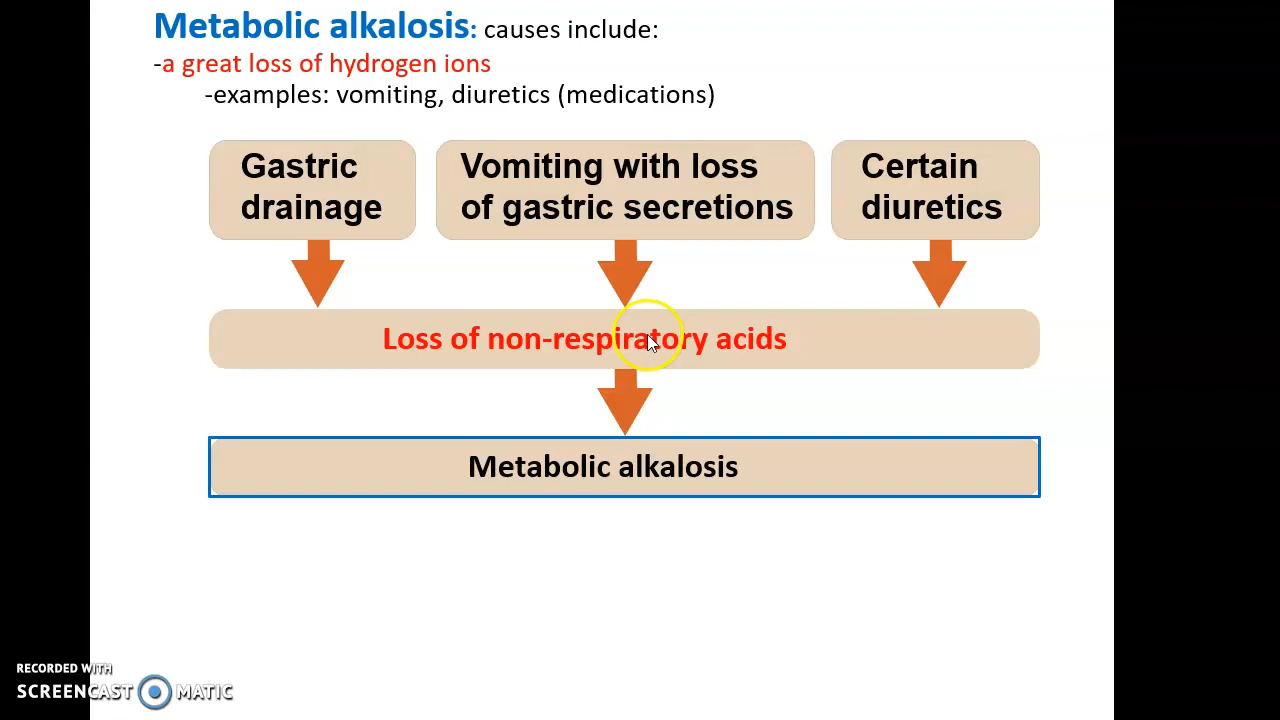 Metabolic alkalosis: causes include:
-a great loss of hydrogen ions
-examples: vomiting, diuretics (medications)
Gastric
drainage
Vomiting with loss
of gastric secretions
Certain
diuretics
Loss of non-respiratory acids
Metabolic alkalosis
RECORDED WITH
SCREENCAST MATIC